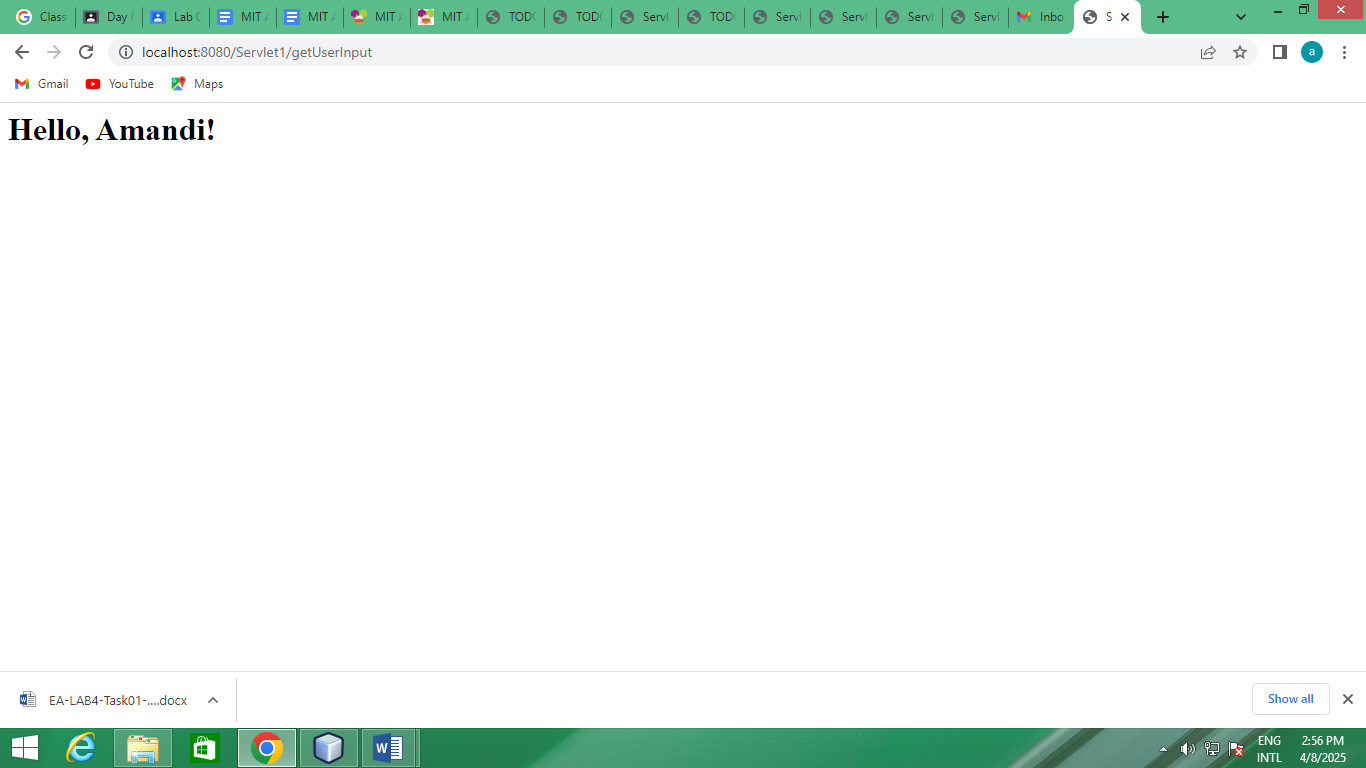 Class
Day
Lab
MIT
MIT
MIT
MIT
TODO
TODO
Servl
TODO
Servl
Servl
Servl
Servl
Inbo
S
localhost:8080/Servlet1/getUserInput
Gmail
YouTube
Maps
a
Hello, Amandi!
EA-LAB4-Task01-....docx
Show all
ENG
2:56 PM
INTL
4/8/2025